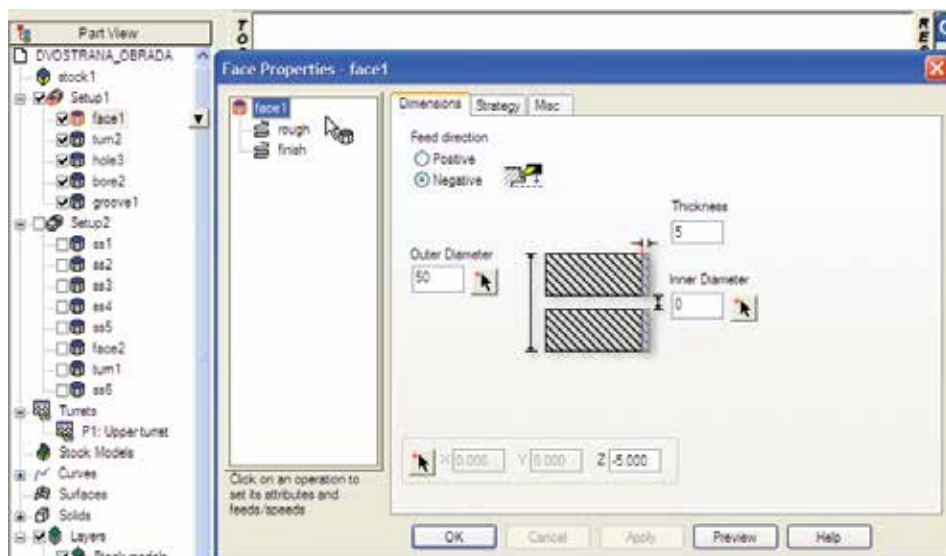 Part View
DVOSTRANA_OBRADA
stock1
Setup1
face1
turn2
hole3
bore2
groove1
Setup2
ss1
ss2
ss3
ss4
ss5
face2
turn1
ss6
Turrets
P1: Upper turret
Stock Models
Curves
Surfaces
Solids
Layers
Stock models
T
O
RE
Face Properties - face1
face1
rough
finish
Click on an operation to
set its attributes and
feeds/speeds
Dimensions Strategy Misc
Feed direction
Positive
Negative
Thickness
5
Outer Diameter
50
Inner Diameter
0
X 0.000 Y 0.000 Z -5.000
OK Cancel Apply Preview Help